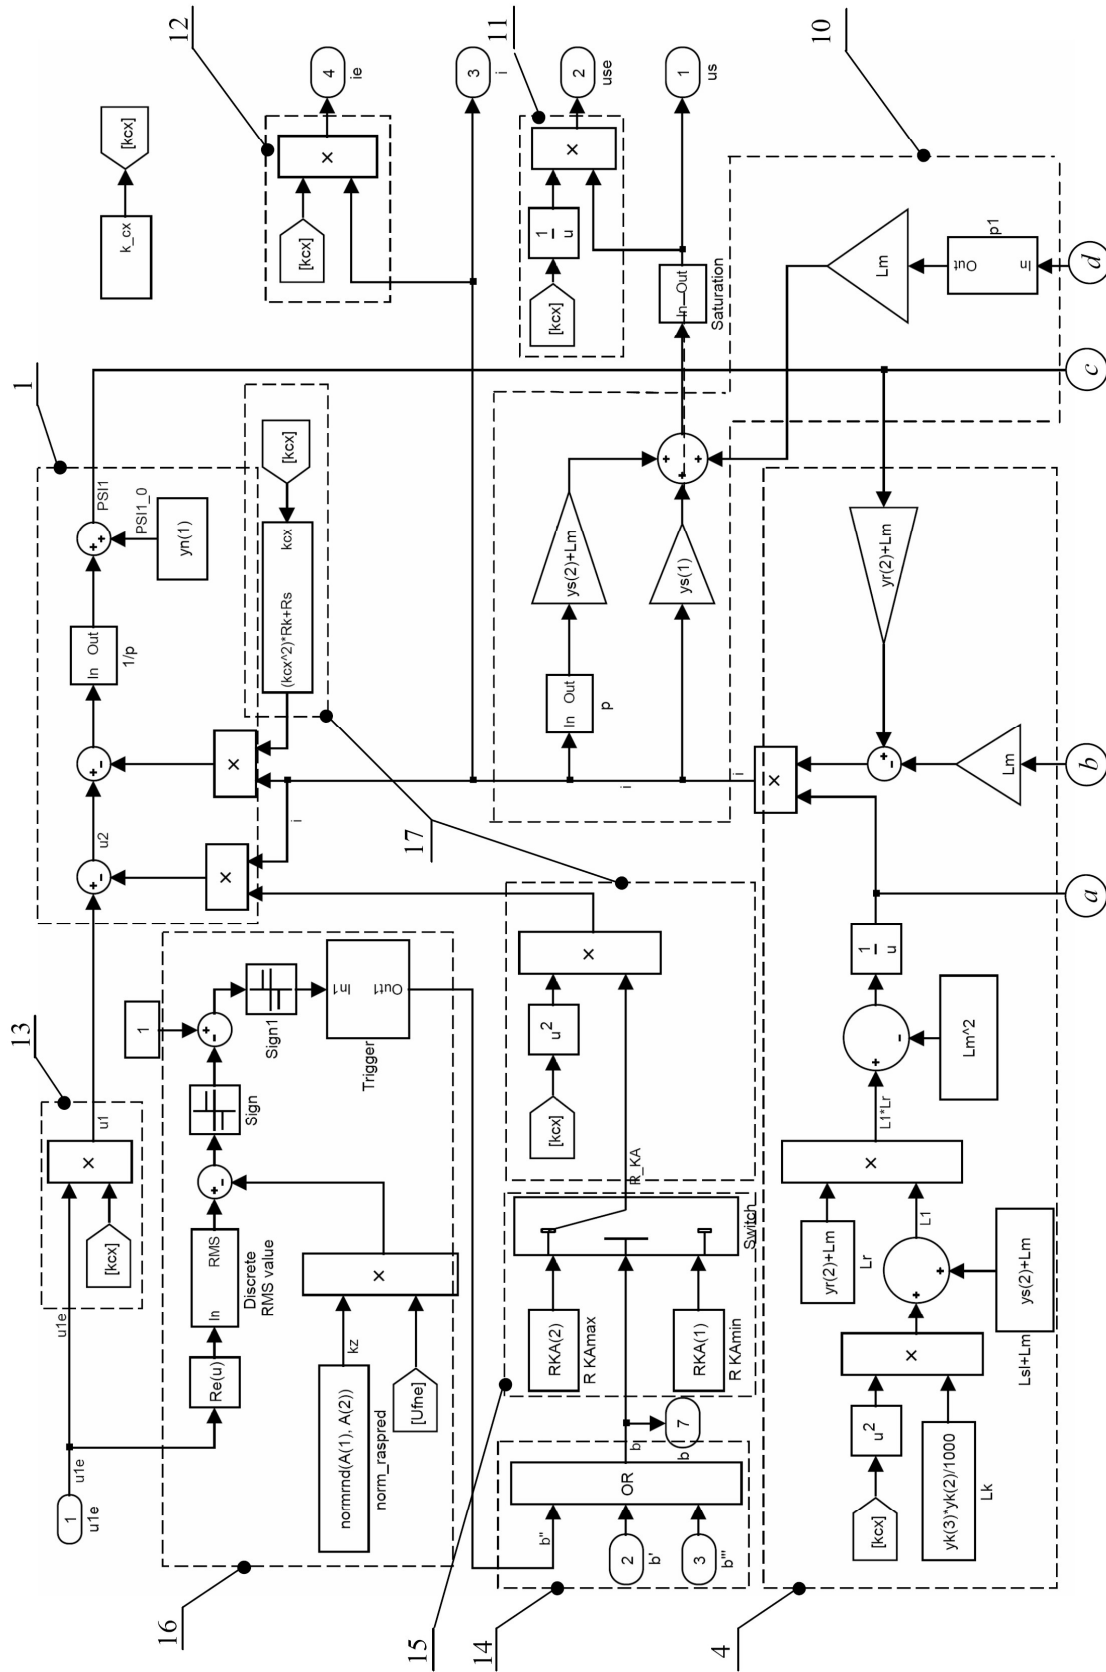 13
u1e
1
u1e
u1e
[kcx]
×
u1
+
-
u2
+
-
In Out
1/p
+
+
PSI1
PSI1_0
yn(1)
1
k_cx
[kcx]
16
Re(u)
In RMS
Discrete
RMS value
+
-
Sign
1
+
-
Sign1
In1
Out1
Trigger
normrnd(A(1), A(2))
norm_raspred
kz
[Ufne]
×
×
i
×
(kcx^2)*Rk+Rs
kcx
[kcx]
17
[kcx]
×
4
ie
12
3
i
15
14
b''
2
b'
3
b'''
OR
b
7
b
RKA(2)
R KAmax
RKA(1)
R KAmin
Switch
R_KA
[kcx]
u²
×
i
In Out
p
ys(2)+Lm
ys(1)
+
+
+
In Out
Saturation
[kcx]
1
u
×
2
use
11
1
us
4
[kcx]
u²
yk(3)*yk(2)/1000
Lk
×
+
+
L1
ys(2)+Lm
Lsl+Lm
yr(2)+Lm
Lr
×
L1*Lr
+
-
Lm^2
1
u
×
i
+
-
Lm
yr(2)+Lm
Lm
In
Out
p1
10
a
b
c
d